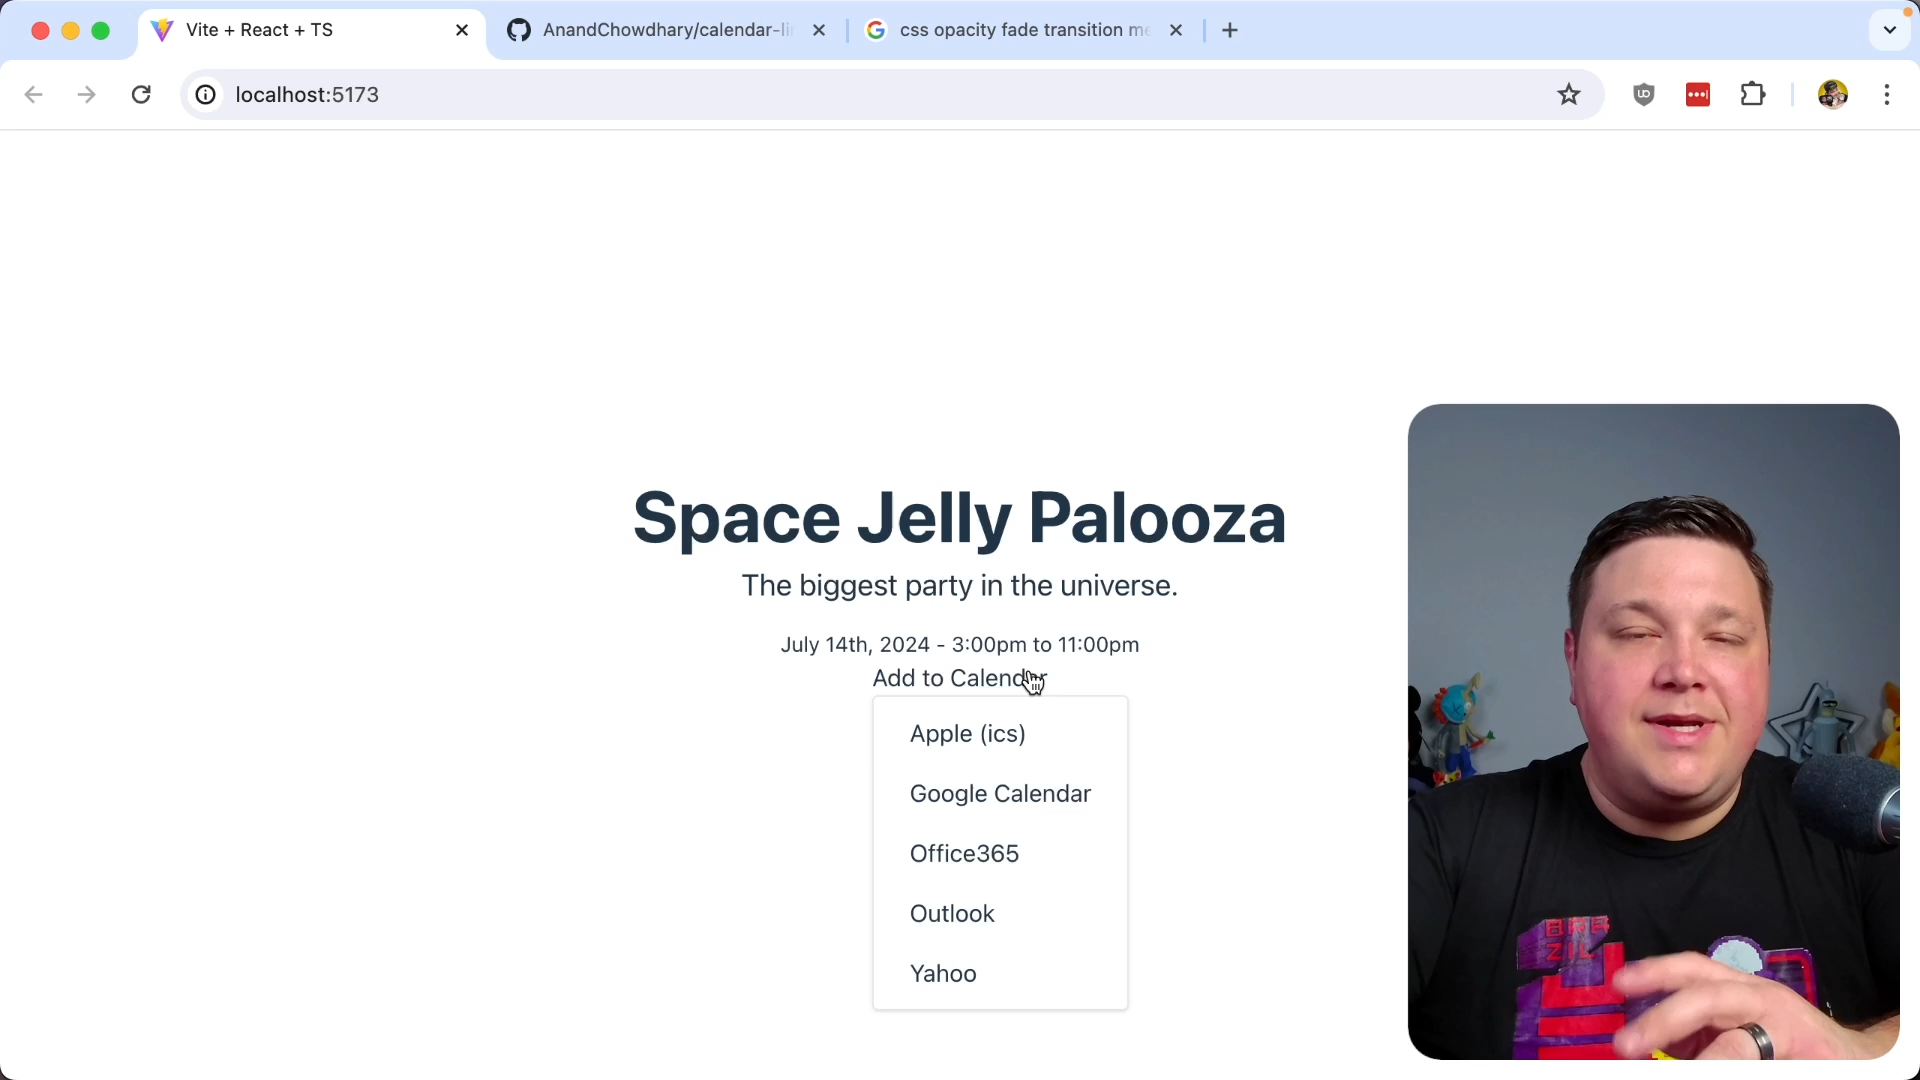 Vite + React + TS
AnandChowdhary/calendar-li
css opacity fade transition me
localhost:5173
Space Jelly Palooza
The biggest party in the universe.
July 14th, 2024 - 3:00pm to 11:00pm
Add to Calendar
Apple (ics)
Google Calendar
Office365
Outlook
Yahoo